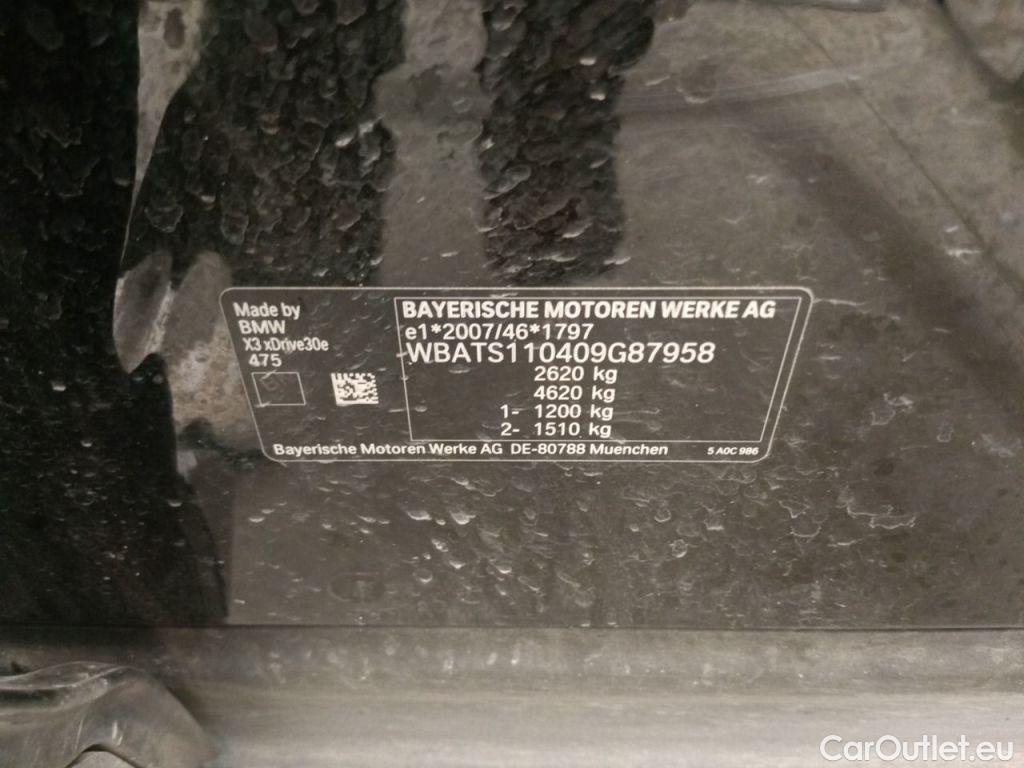 Made by
BMW
X3 xDrive30e
475
BAYERISCHE MOTOREN WERKE AG
e1*2007/46*1797
WBATS110409G87958
2620 kg
4620 kg
1- 1200 kg
2- 1510 kg
Bayerische Motoren Werke AG DE-80788 Muenchen
5 A0C 986
CarOutlet.eu